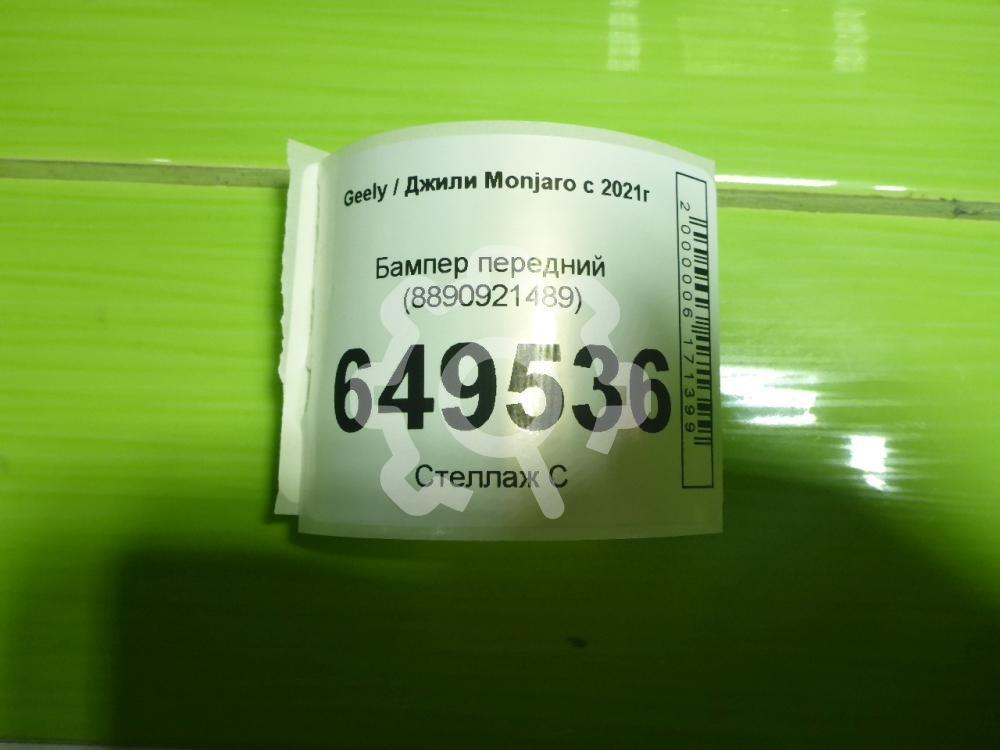 Geely / Джили Monjaro с 2021г
Бампер передний
(8890921489)
649536
Стеллаж С
2000006171399